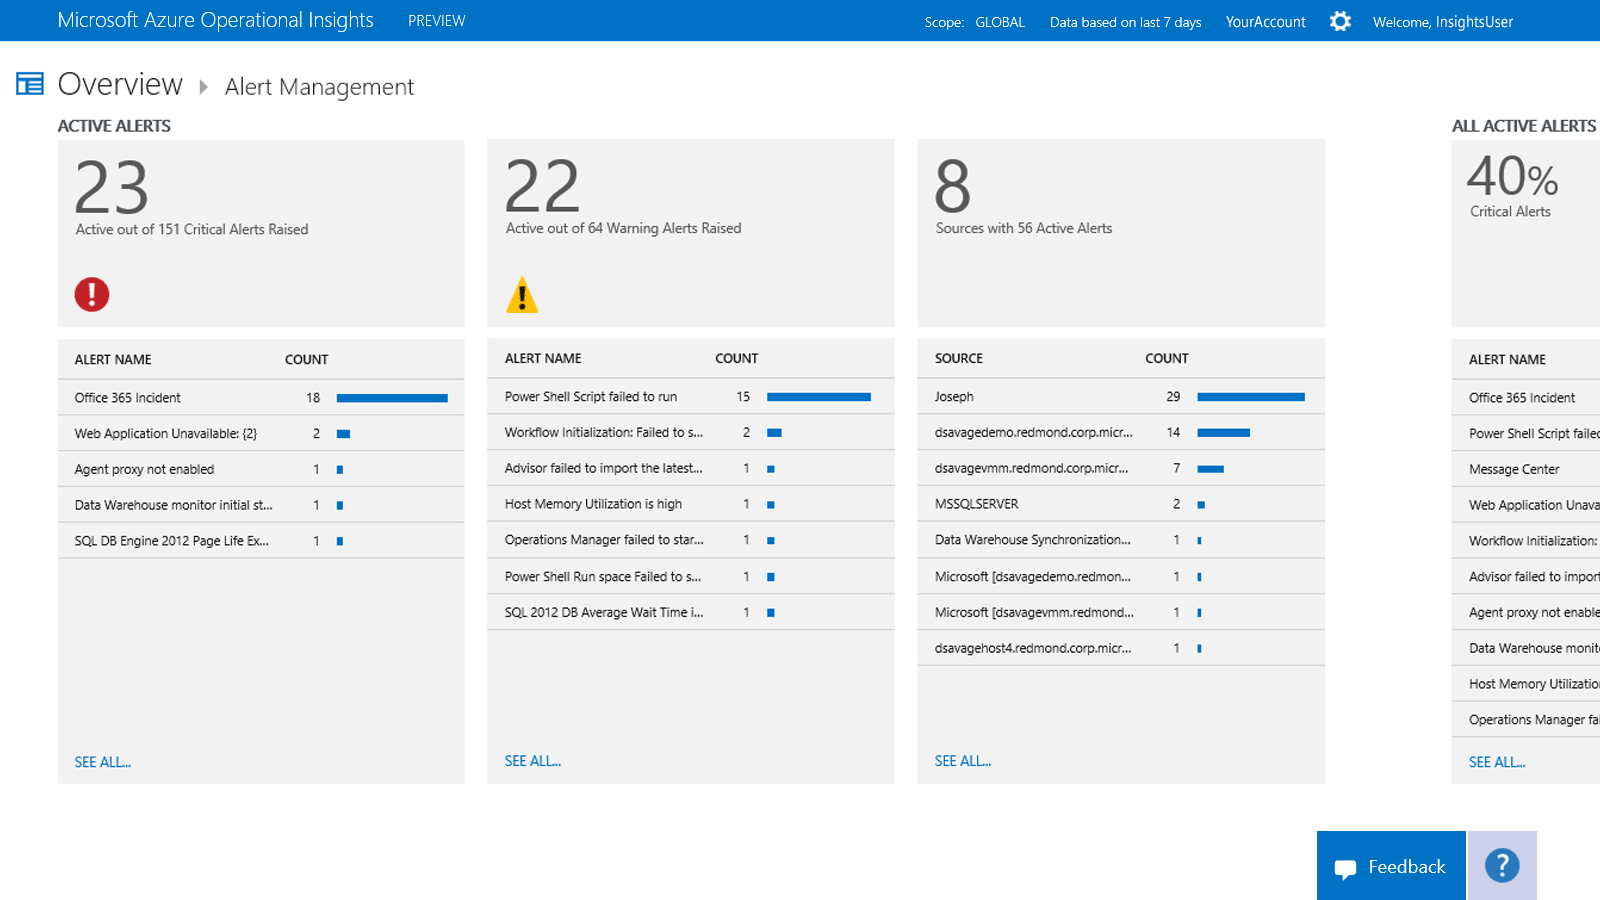 Microsoft Azure Operational Insights PREVIEW Scope: GLOBAL Data based on last 7 days YourAccount Welcome, InsightsUser
Overview Alert Management
ACTIVE ALERTS
23
Active out of 151 Critical Alerts Raised
ALERT NAME COUNT
Office 365 Incident 18
Web Application Unavailable: {2} 2
Agent proxy not enabled 1
Data Warehouse monitor initial st... 1
SQL DB Engine 2012 Page Life Ex... 1
SEE ALL...
22
Active out of 64 Warning Alerts Raised
ALERT NAME COUNT
Power Shell Script failed to run 15
Workflow Initialization: Failed to s... 2
Advisor failed to import the latest... 1
Host Memory Utilization is high 1
Operations Manager failed to star... 1
Power Shell Run space Failed to s... 1
SQL 2012 DB Average Wait Time i... 1
SEE ALL...
8
Sources with 56 Active Alerts
SOURCE COUNT
Joseph 29
dsavagedemo.redmond.corp.micr... 14
dsavagevmm.redmond.corp.micr... 7
MSSQLSERVER 2
Data Warehouse Synchronization... 1
Microsoft [dsavagedemo.redmon... 1
Microsoft [dsavagevmm.redmond... 1
dsavagehost4.redmond.corp.micr... 1
SEE ALL...
ALL ACTIVE ALERTS
40%
Critical Alerts
ALERT NAME
Office 365 Incident
Power Shell Script failec
Message Center
Web Application Unava
Workflow Initialization:
Advisor failed to import
Agent proxy not enable
Data Warehouse monito
Host Memory Utilization
Operations Manager fai
SEE ALL...
Feedback
?